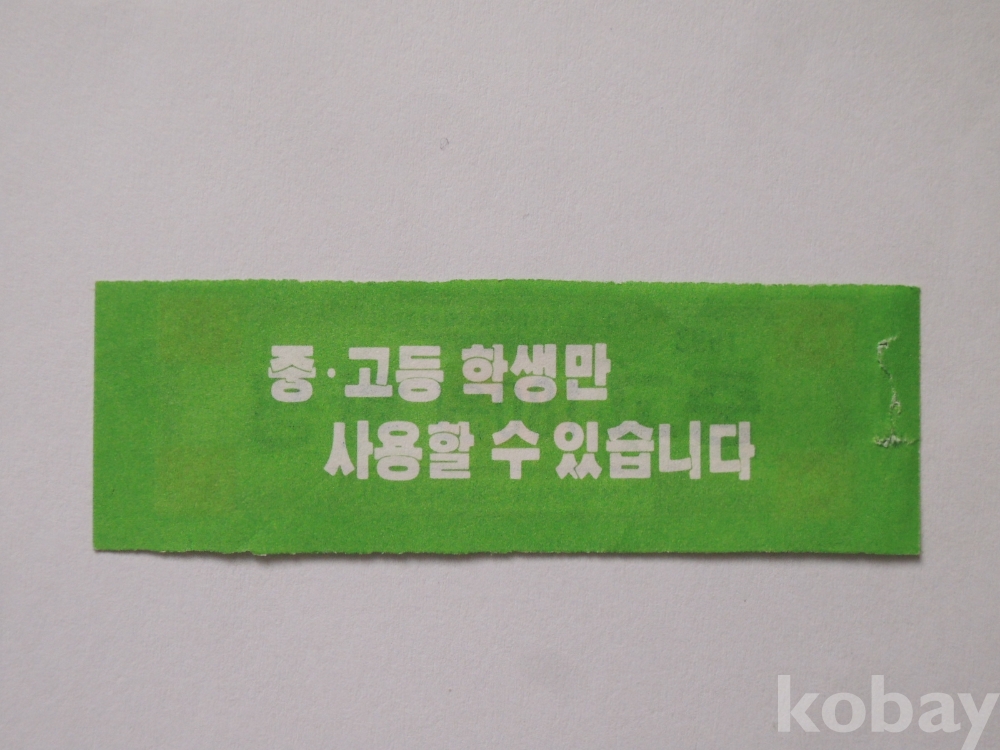 중·고등 학생만
사용할 수 있습니다
kobay